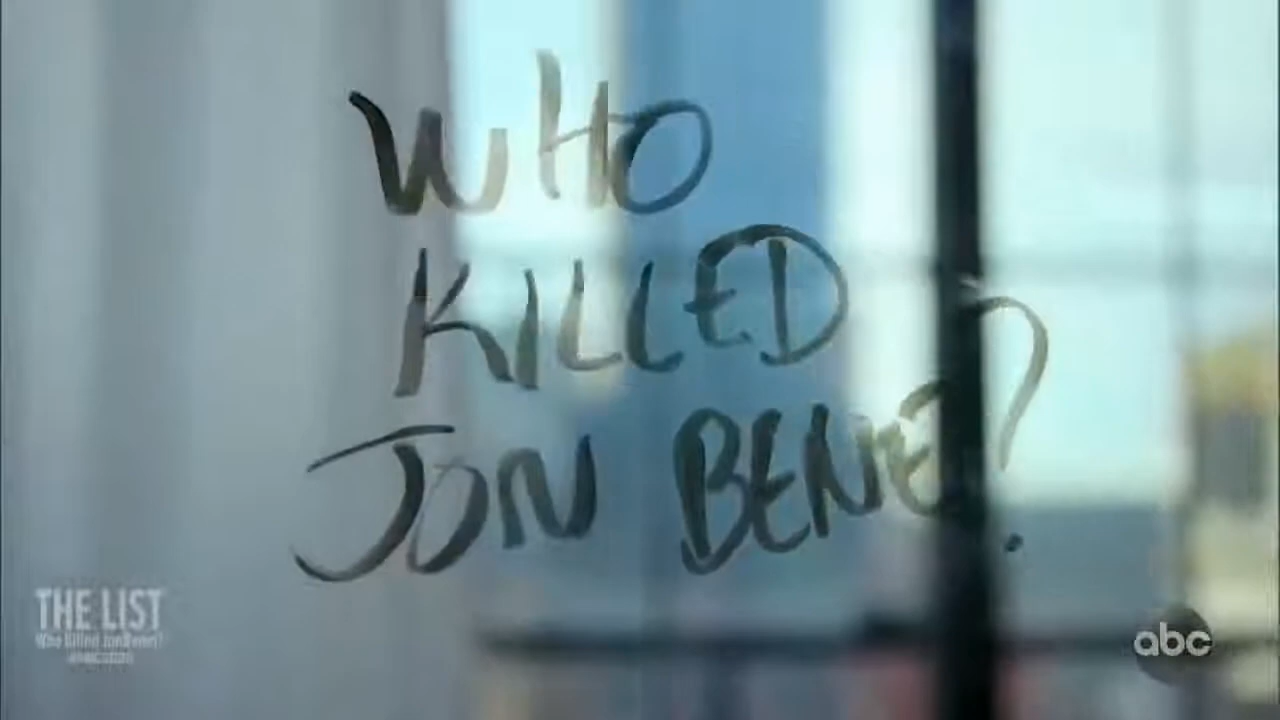 WHO
KILLED
JON BENE?
THE LIST
Who Killed JonBenet?
abc